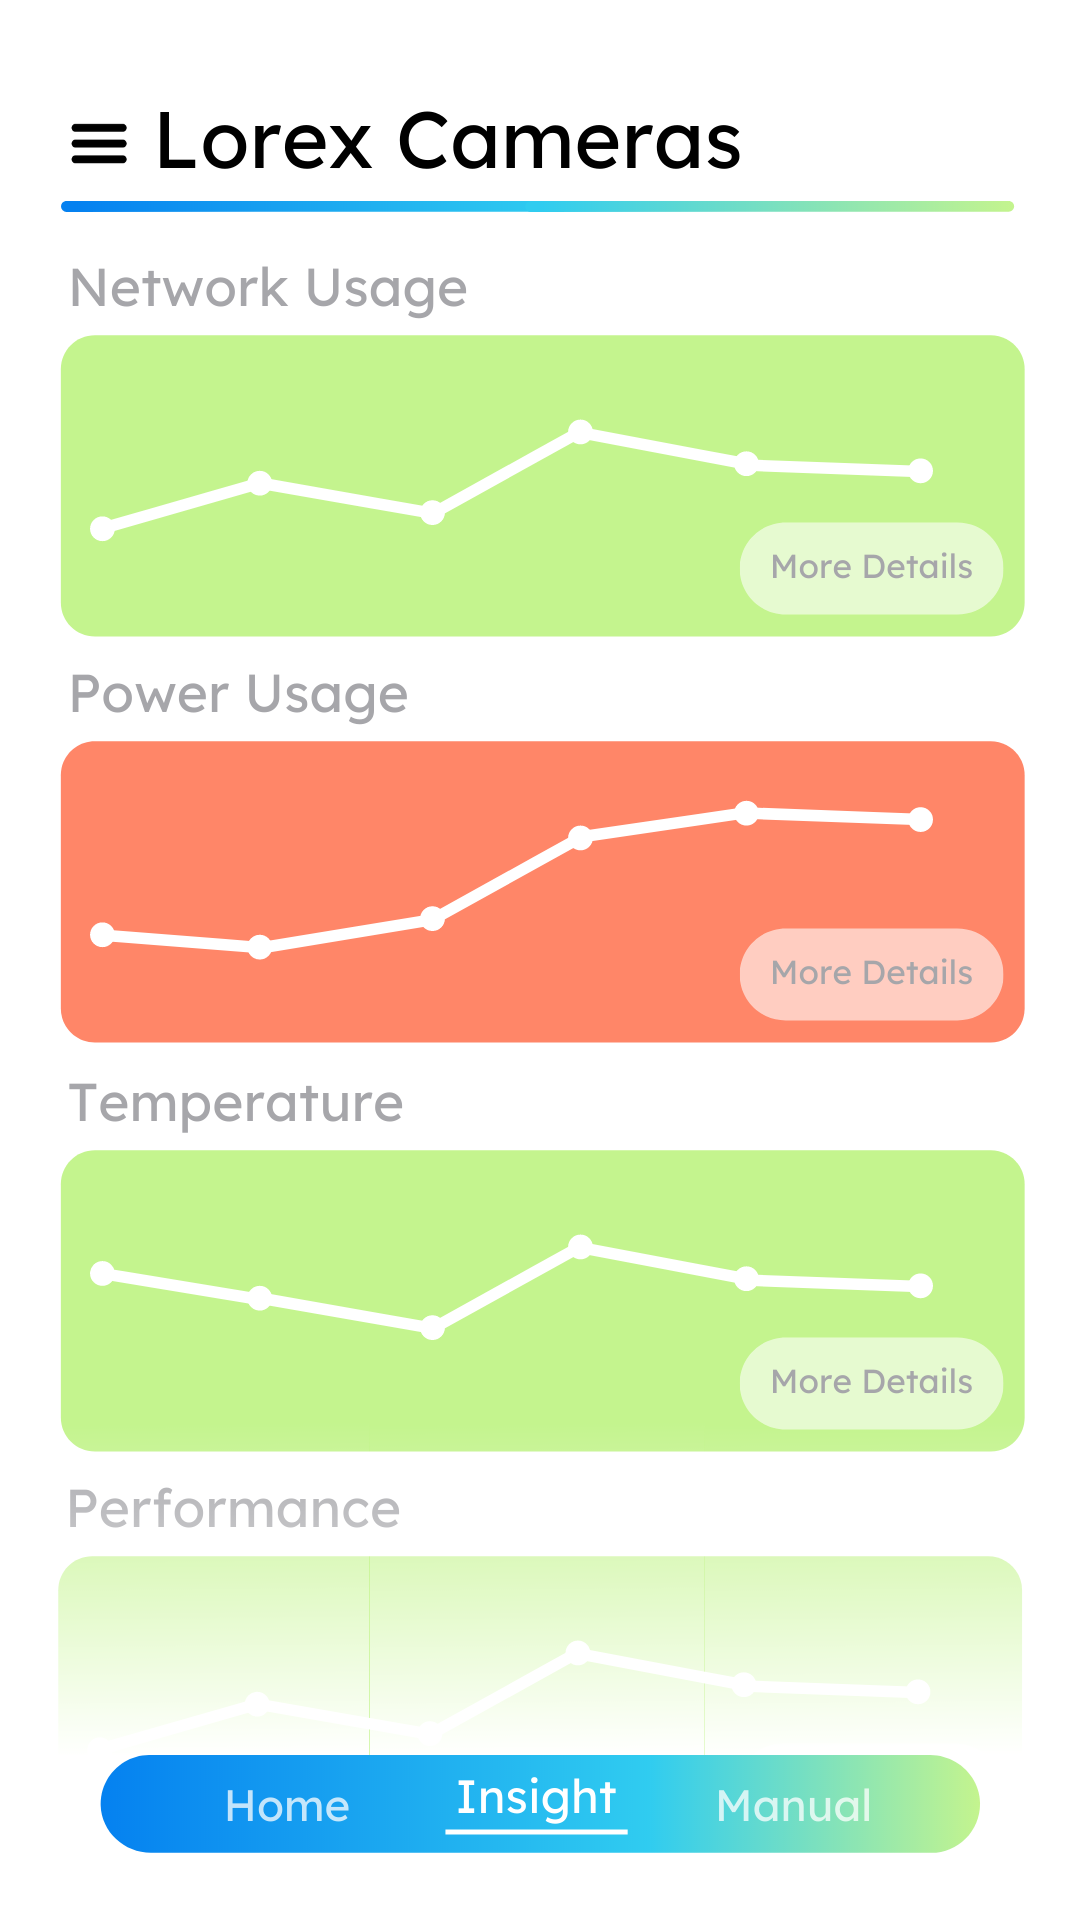 Lorex Cameras
Network Usage
More Details
Power Usage
More Details
Temperature
More Details
Performance
Home
Insight
Manual